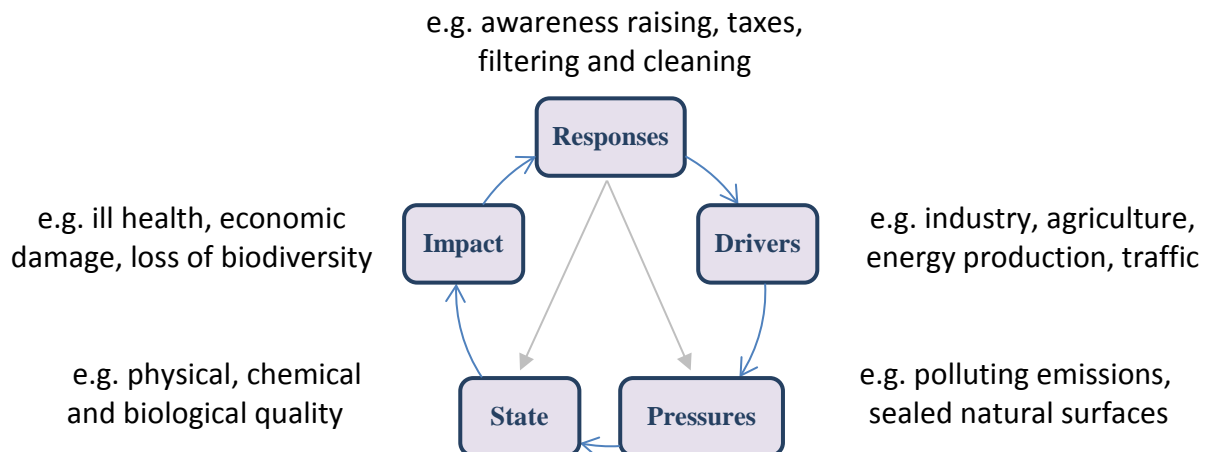 e.g. awareness raising, taxes,
filtering and cleaning
Responses
e.g. ill health, economic
damage, loss of biodiversity
Impact
Drivers
e.g. industry, agriculture,
energy production, traffic
e.g. physical, chemical
and biological quality
State
Pressures
e.g. polluting emissions,
sealed natural surfaces